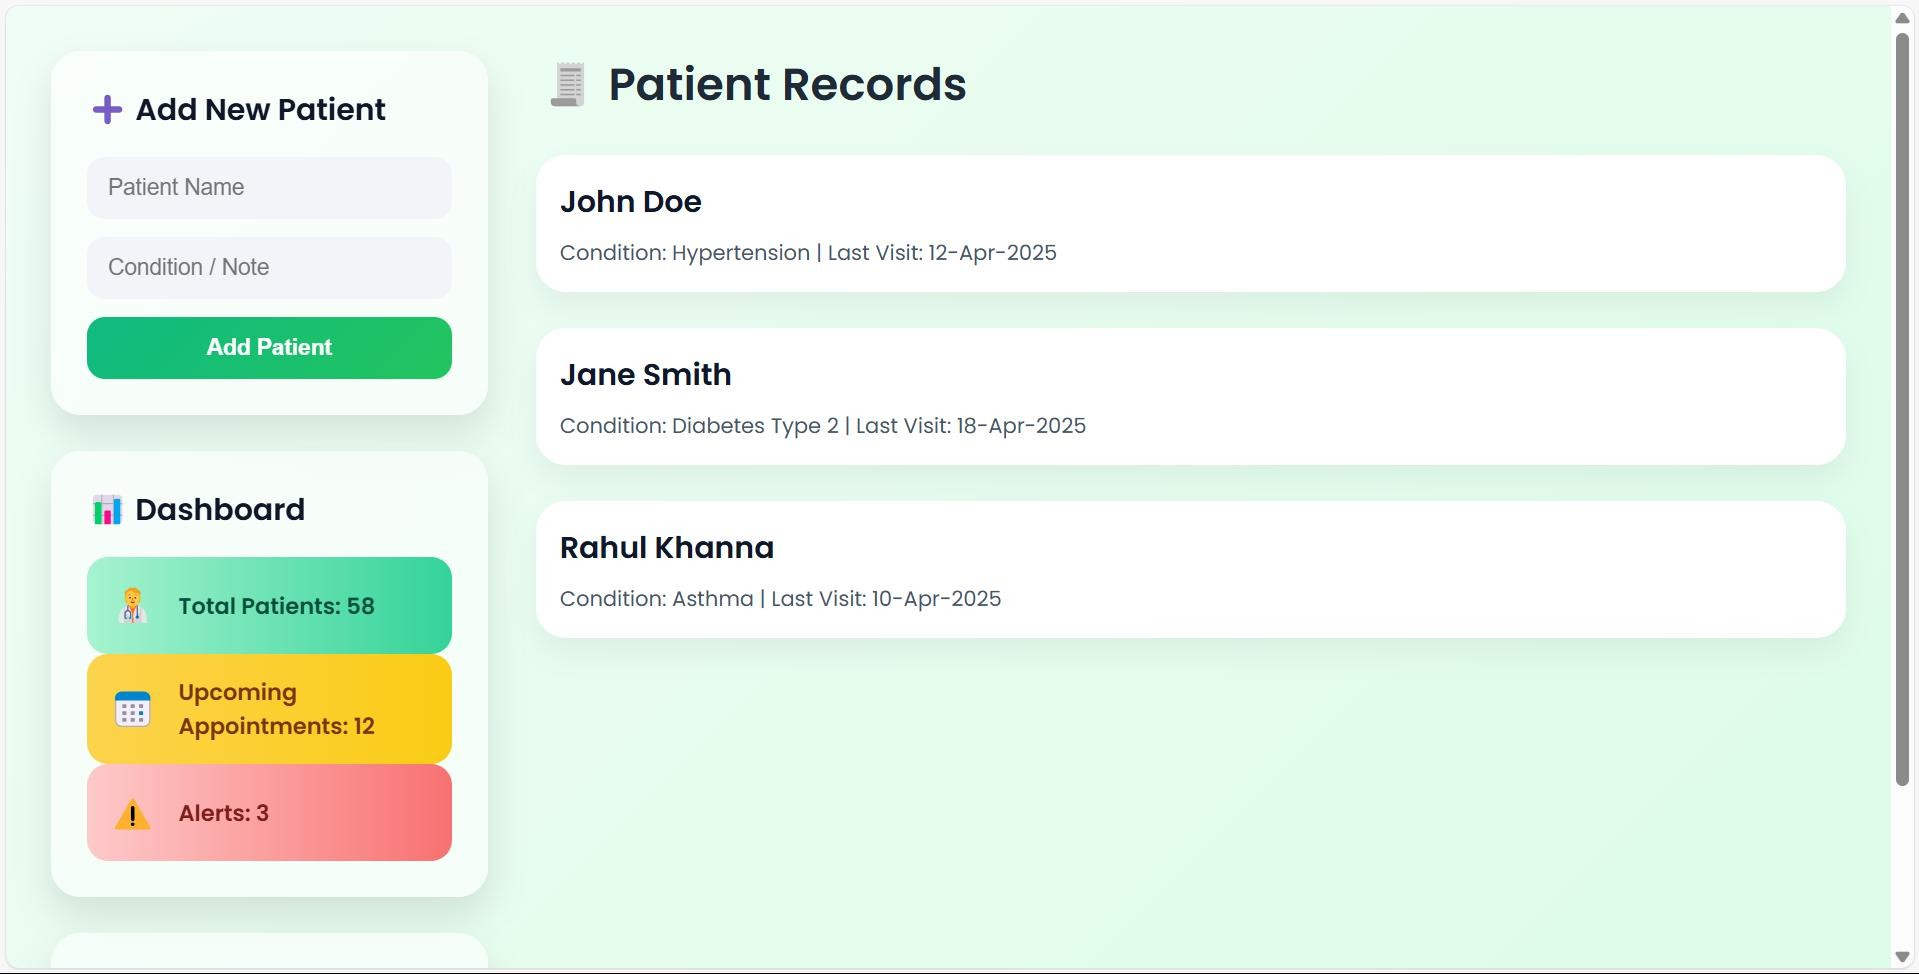 Add New Patient
Patient Name
Condition / Note
Add Patient
Dashboard
Total Patients: 58
Upcoming
Appointments: 12
Alerts: 3
Patient Records
John Doe
Condition: Hypertension | Last Visit: 12-Apr-2025
Jane Smith
Condition: Diabetes Type 2 | Last Visit: 18-Apr-2025
Rahul Khanna
Condition: Asthma | Last Visit: 10-Apr-2025